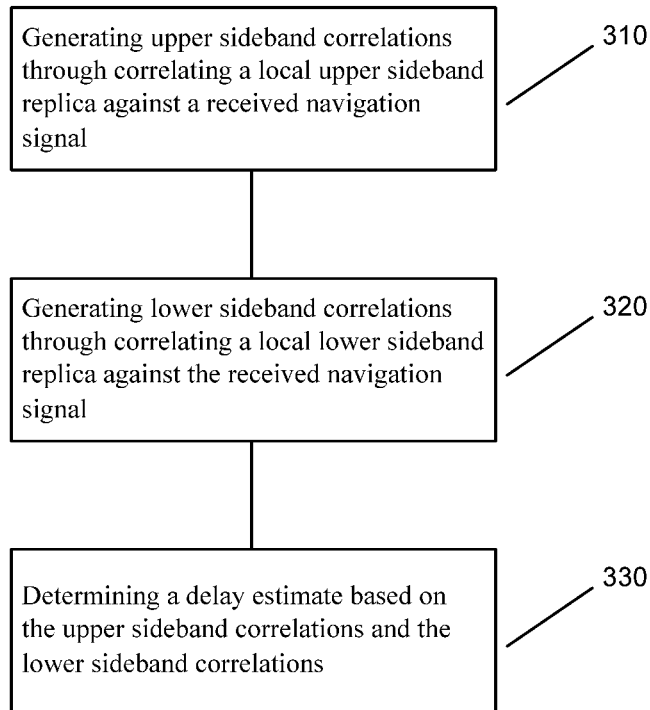 Generating upper sideband correlations
through correlating a local upper sideband
replica against a received navigation
signal
310
Generating lower sideband correlations
through correlating a local lower sideband
replica against the received navigation
signal
320
Determining a delay estimate based on
the upper sideband correlations and the
lower sideband correlations
330